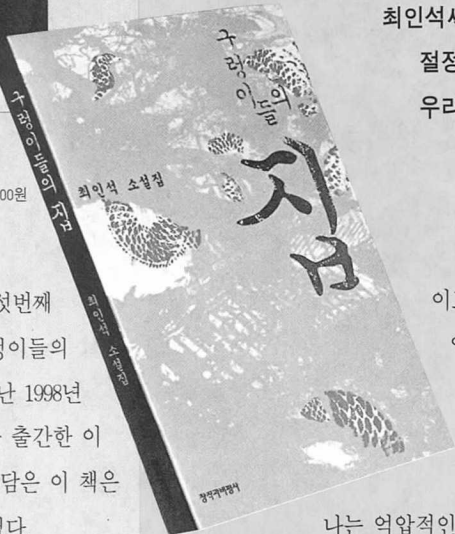 최인석
절정
우리
구렁이들의
집
최인석 소설집
구렁이들의 집
최인석 소설집
창작과비평사
00원
섯번째
렁이들의
난 1998년
출간한 이
담은 이 책은
다
나는 억압적인